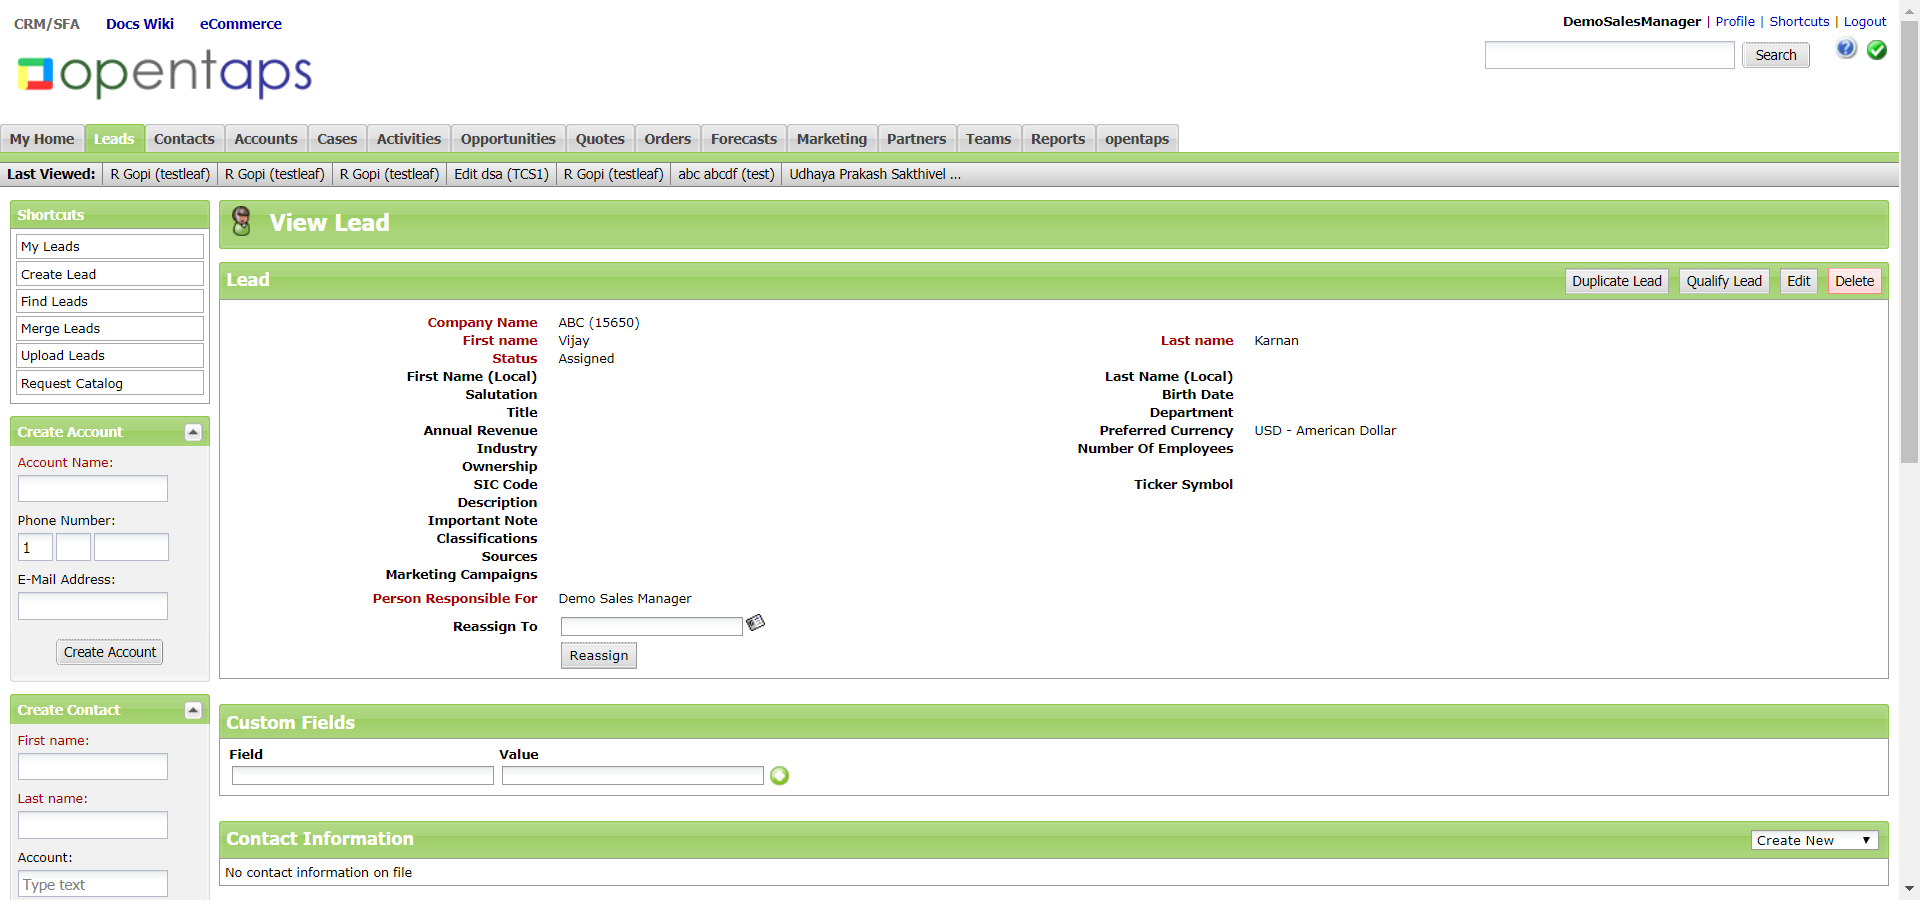 CRM/SFA Docs Wiki eCommerce
DemoSalesManager | Profile | Shortcuts | Logout
opentaps
Search
My Home Leads Contacts Accounts Cases Activities Opportunities Quotes Orders Forecasts Marketing Partners Teams Reports opentaps
Last Viewed: R Gopi (testleaf) R Gopi (testleaf) R Gopi (testleaf) Edit dsa (TCS1) R Gopi (testleaf) abc abcdf (test) Udhaya Prakash Sakthivel ...
Shortcuts
My Leads
Create Lead
Find Leads
Merge Leads
Upload Leads
Request Catalog
Create Account
Account Name:
Phone Number:
1
E-Mail Address:
Create Account
Create Contact
First name:
Last name:
Account:
Type text
View Lead
Lead
Duplicate Lead Qualify Lead Edit Delete
Company Name ABC (15650)
First name Vijay Last name Karnan
Status Assigned
First Name (Local) Last Name (Local)
Salutation Birth Date
Title Department
Annual Revenue Preferred Currency USD - American Dollar
Industry Number Of Employees
Ownership
SIC Code Ticker Symbol
Description
Important Note
Classifications
Sources
Marketing Campaigns
Person Responsible For Demo Sales Manager
Reassign To
Reassign
Custom Fields
Field Value
Contact Information
Create New
No contact information on file